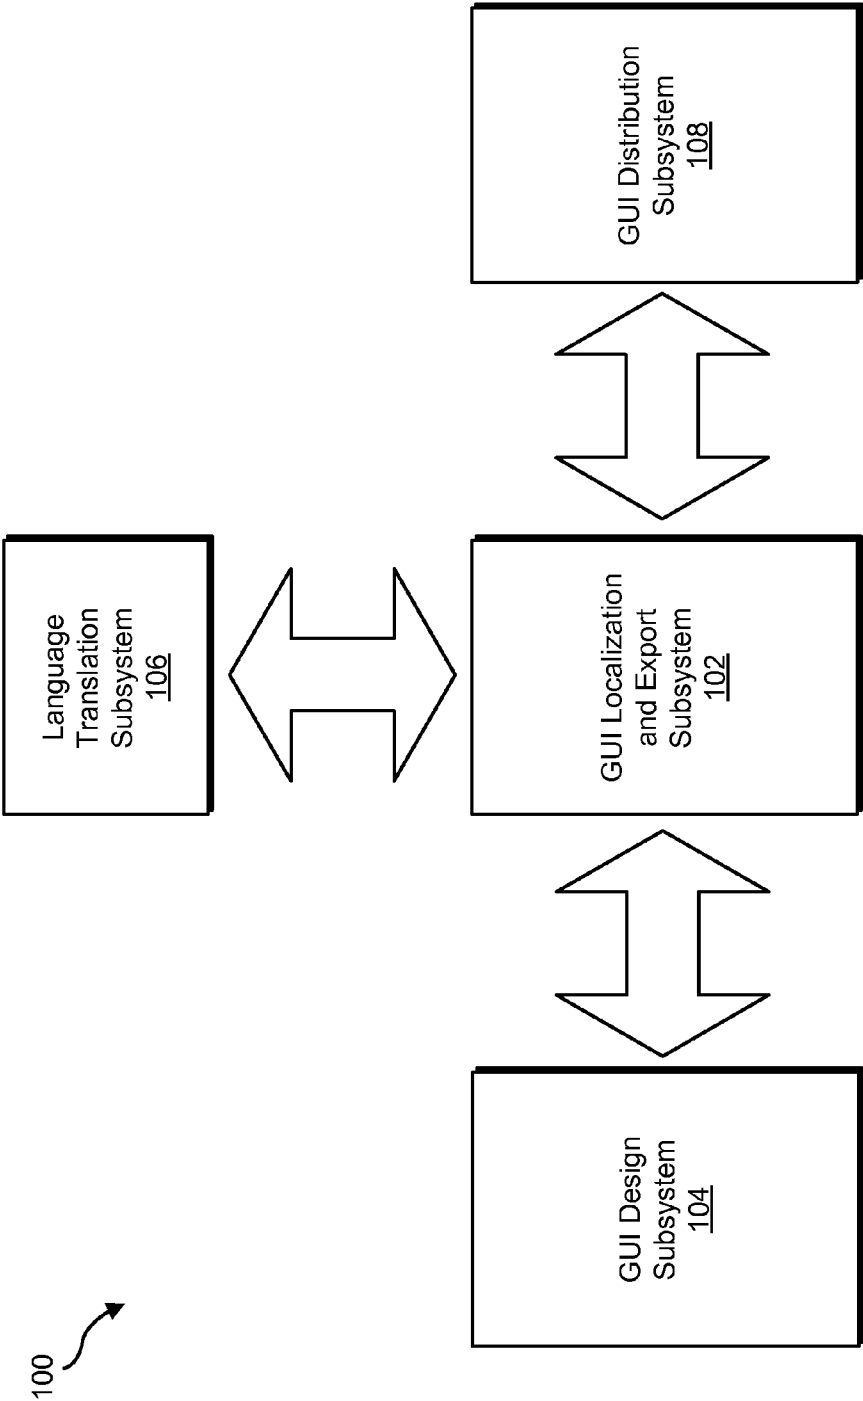 Language
Translation
Subsystem
106
GUI Design
Subsystem
104
GUI Localization
and Export
Subsystem
102
GUI Distribution
Subsystem
108
100